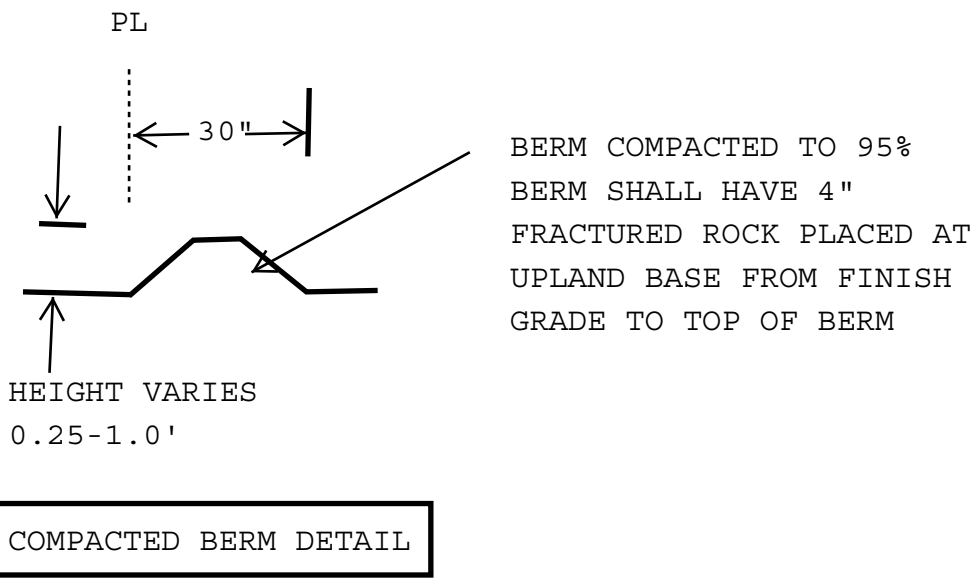 PL
30"
BERM COMPACTED TO 95%
BERM SHALL HAVE 4"
FRACTURED ROCK PLACED AT
UPLAND BASE FROM FINISH
GRADE TO TOP OF BERM
HEIGHT VARIES
0.25-1.0'
COMPACTED BERM DETAIL